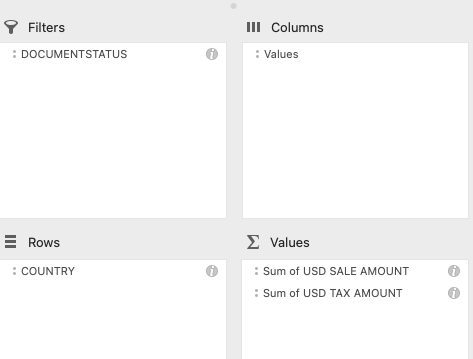 Filters
DOCUMENTSTATUS
Columns
Values
Rows
COUNTRY
Values
Sum of USD SALE AMOUNT
Sum of USD TAX AMOUNT